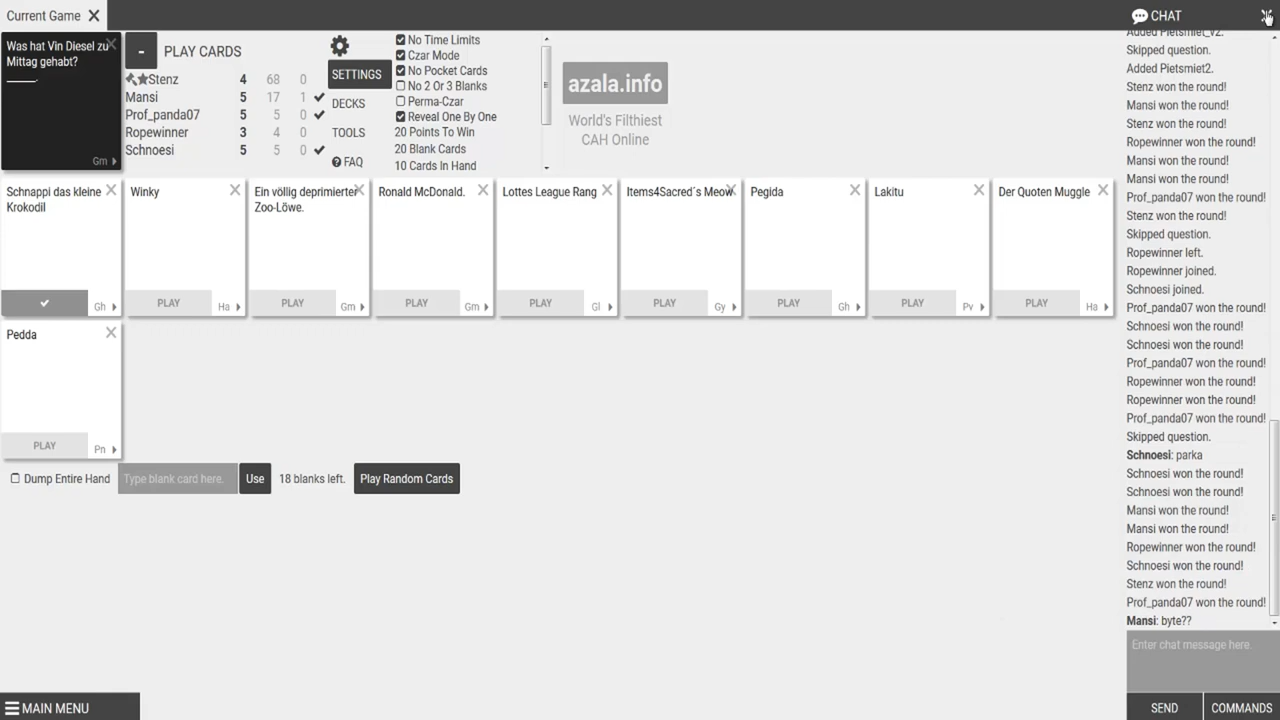 Current Game
CHAT
Was hat Vin Diesel zu
Mittag gehabt?
_____.
Gm
-
PLAY CARDS
Stenz 4 68 0
Mansi 5 17 1
Prof_panda07 5 5 0
Ropewinner 3 4 0
Schnoesi 5 5 0
SETTINGS
DECKS
TOOLS
FAQ
No Time Limits
Czar Mode
No Pocket Cards
No 2 Or 3 Blanks
Perma-Czar
Reveal One By One
20 Points To Win
20 Blank Cards
10 Cards In Hand
azala.info
World's Filthiest
CAH Online
Schnappi das kleine
Krokodil
Gh
Winky
PLAY
Ha
Ein völlig deprimierter
Zoo-Löwe.
PLAY
Gm
Ronald McDonald.
PLAY
Gm
Lottes League Rang
PLAY
Gl
Items4Sacred´s Meow
PLAY
Gy
Pegida
PLAY
Gh
Lakitu
PLAY
Pv
Der Quoten Muggle
PLAY
Ha
Pedda
PLAY
Pn
Dump Entire Hand
Type blank card here.
Use
18 blanks left.
Play Random Cards
Added Pietsmiet_v2.
Skipped question.
Added Pietsmiet2.
Stenz won the round!
Mansi won the round!
Stenz won the round!
Ropewinner won the round!
Mansi won the round!
Mansi won the round!
Prof_panda07 won the round!
Stenz won the round!
Skipped question.
Ropewinner left.
Ropewinner joined.
Schnoesi joined.
Prof_panda07 won the round!
Schnoesi won the round!
Schnoesi won the round!
Prof_panda07 won the round!
Ropewinner won the round!
Ropewinner won the round!
Prof_panda07 won the round!
Skipped question.
Schnoesi: parka
Schnoesi won the round!
Schnoesi won the round!
Mansi won the round!
Mansi won the round!
Ropewinner won the round!
Schnoesi won the round!
Stenz won the round!
Prof_panda07 won the round!
Mansi: byte??
Enter chat message here.
SEND
COMMANDS
MAIN MENU